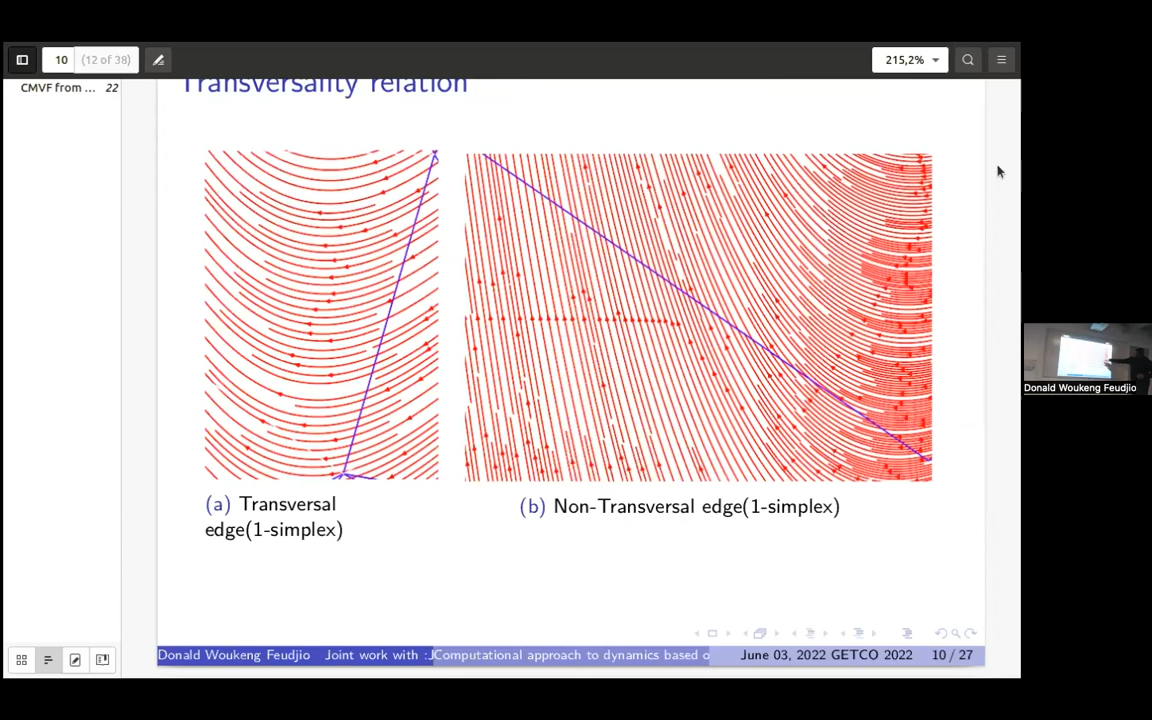 10 (12 of 38) 215,2%
CMVF from ... 22
Transversality relation
(a) Transversal
edge(1-simplex)
(b) Non-Transversal edge(1-simplex)
Donald Woukeng Feudjio
Donald Woukeng Feudjio Joint work with :J Computational approach to dynamics based o June 03, 2022 GETCO 2022 10 / 27